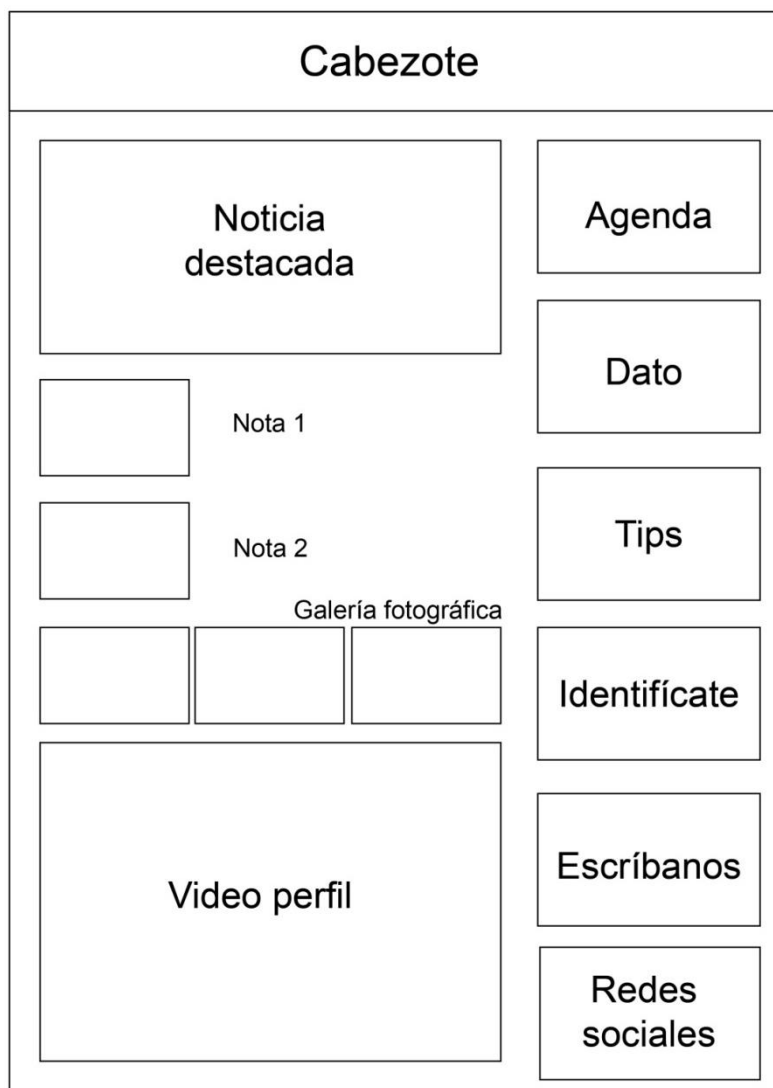 Cabezote
Noticia
destacada
Nota 1
Nota 2
Galería fotográfica
Video perfil
Agenda
Dato
Tips
Identifícate
Escríbanos
Redes
sociales